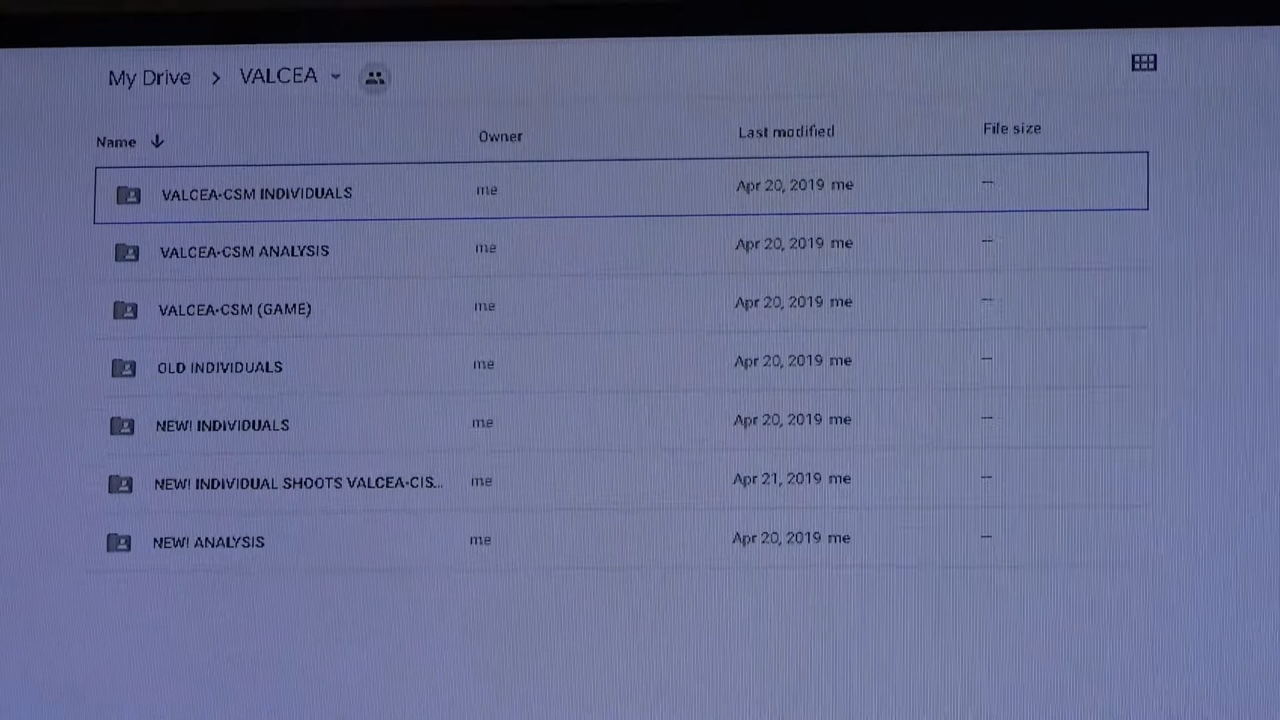 My Drive > VALCEA
Name Owner Last modified File size
VALCEA-CSM INDIVIDUALS me Apr 20, 2019 me —
VALCEA-CSM ANALYSIS me Apr 20, 2019 me —
VALCEA-CSM (GAME) me Apr 20, 2019 me —
OLD INDIVIDUALS me Apr 20, 2019 me —
NEW! INDIVIDUALS me Apr 20, 2019 me —
NEW! INDIVIDUAL SHOOTS VALCEA-CIS... me Apr 21, 2019 me —
NEW! ANALYSIS me Apr 20, 2019 me —